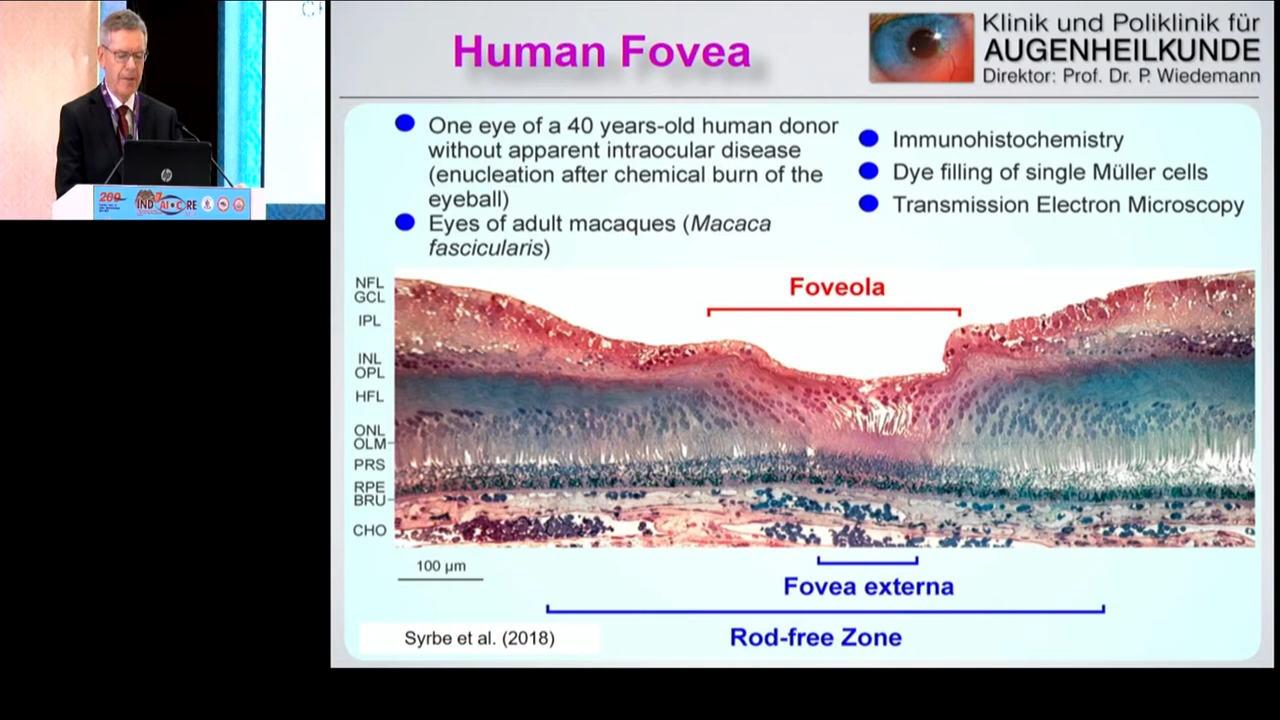 Human Fovea
Klinik und Poliklinik für
AUGENHEILKUNDE
Direktor: Prof. Dr. P. Wiedemann
One eye of a 40 years-old human donor
without apparent intraocular disease
(enucleation after chemical burn of the
eyeball)
Eyes of adult macaques (Macaca
fascicularis)
Immunohistochemistry
Dye filling of single Müller cells
Transmission Electron Microscopy
NFL
GCL
IPL
INL
OPL
HFL
ONL
OLM
PRS
RPE
BRU
CHO
Foveola
100 µm
Fovea externa
Rod-free Zone
Syrbe et al. (2018)
hp